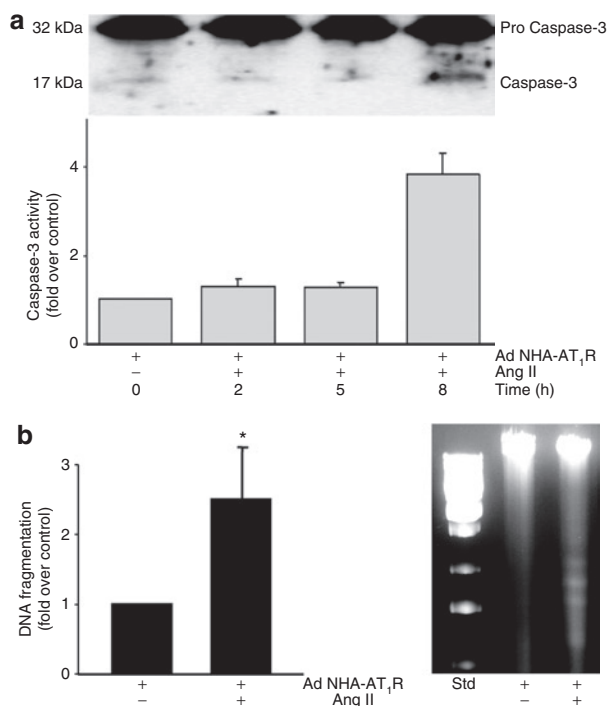 a
32 kDa
Pro Caspase-3
17 kDa
Caspase-3
Caspase-3 activity
(fold over control)
4
2
0
+ + + + Ad NHA-AT₁R
– + + + Ang II
0 2 5 8 Time (h)
b
DNA fragmentation
(fold over control)
3
2
1
0
*
+ + Ad NHA-AT₁R Std + +
– + Ang II – +